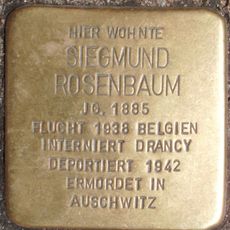 HIER WOHNTE
SIEGMUND
ROSENBAUM
JG. 1885
FLUCHT 1938 BELGIEN
INTERNIERT DRANCY
DEPORTIERT 1942
ERMORDET IN
AUSCHWITZ